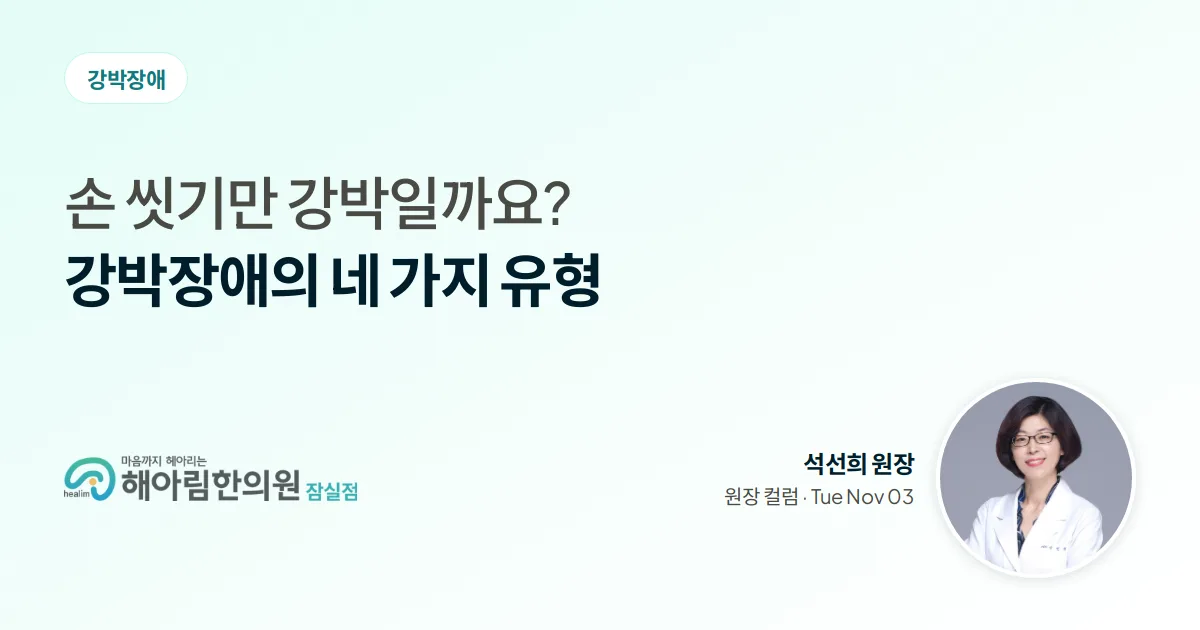 강박장애
손 씻기만 강박일까요?
강박장애의 네 가지 유형
마음까지 헤아리는
healim
해아림한의원 잠실점
석선희 원장
원장 컬럼 · Tue Nov 03